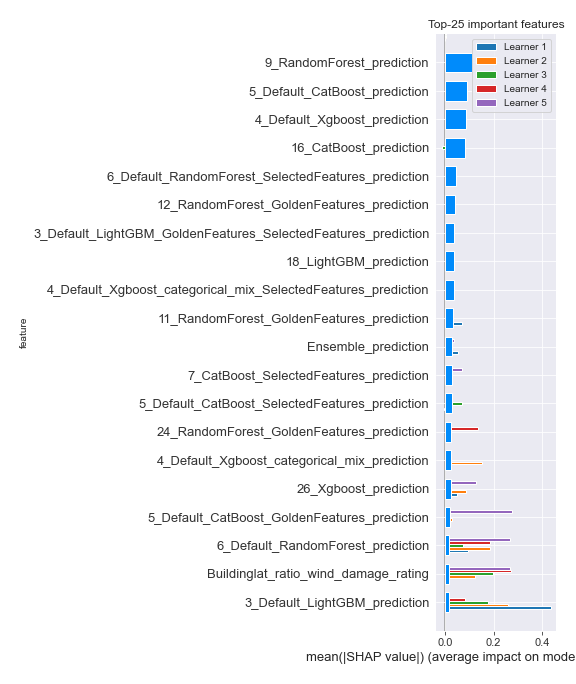 Top-25 important features
Learner 1
Learner 2
Learner 3
Learner 4
Learner 5
9_RandomForest_prediction
5_Default_CatBoost_prediction
4_Default_Xgboost_prediction
16_CatBoost_prediction
6_Default_RandomForest_SelectedFeatures_prediction
12_RandomForest_GoldenFeatures_prediction
3_Default_LightGBM_GoldenFeatures_SelectedFeatures_prediction
18_LightGBM_prediction
4_Default_Xgboost_categorical_mix_SelectedFeatures_prediction
11_RandomForest_GoldenFeatures_prediction
Ensemble_prediction
7_CatBoost_SelectedFeatures_prediction
5_Default_CatBoost_SelectedFeatures_prediction
24_RandomForest_GoldenFeatures_prediction
4_Default_Xgboost_categorical_mix_prediction
26_Xgboost_prediction
5_Default_CatBoost_GoldenFeatures_prediction
6_Default_RandomForest_prediction
Buildinglat_ratio_wind_damage_rating
3_Default_LightGBM_prediction
feature
0.0 0.2 0.4
mean(|SHAP value|) (average impact on mode